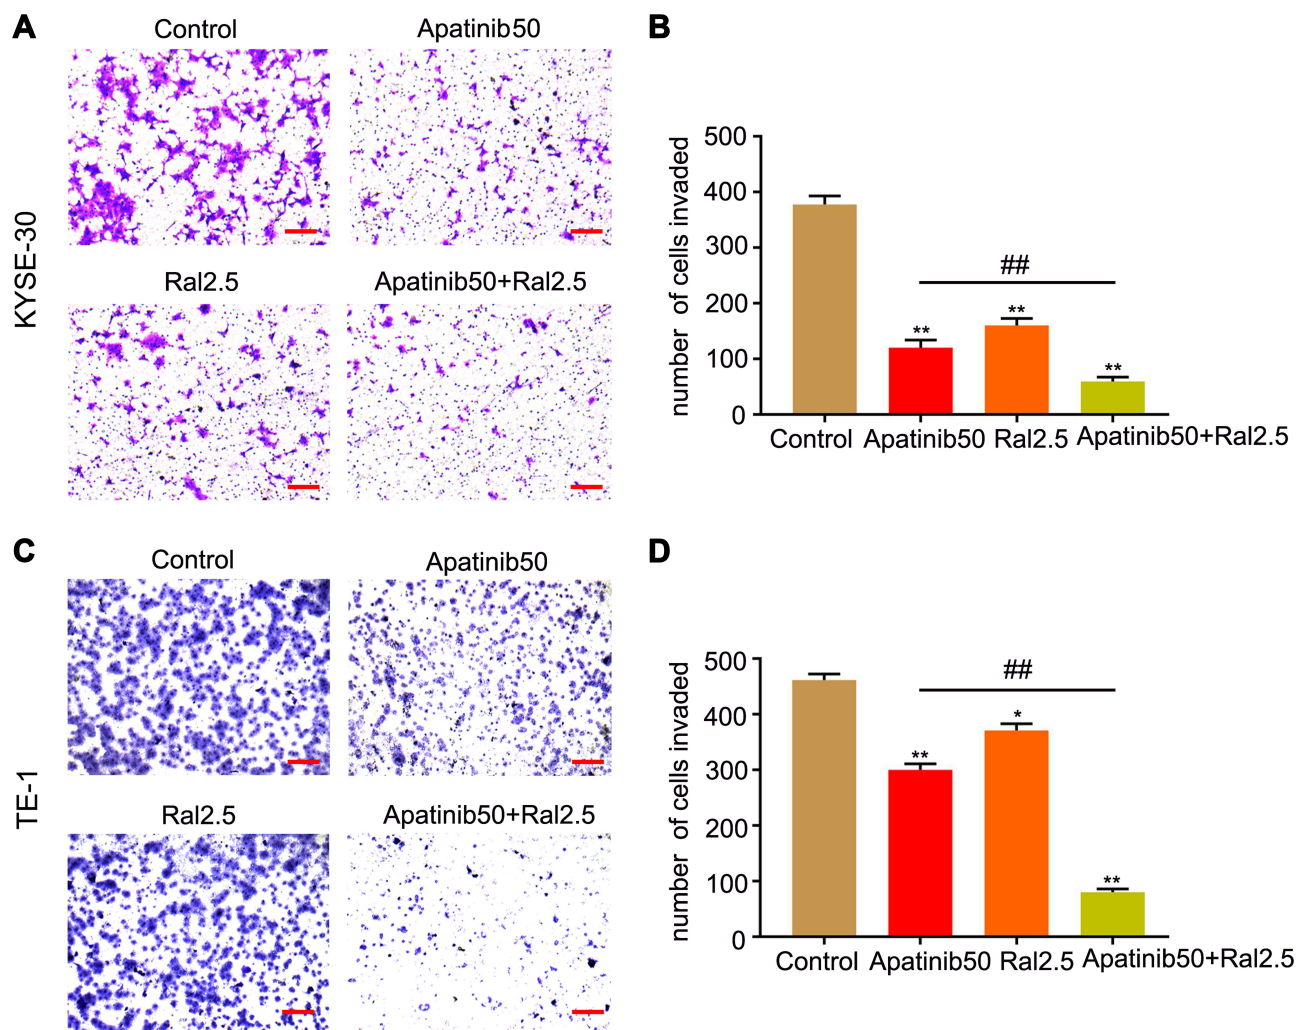 A
Control
Apatinib50
B
KYSE-30
Ral2.5
Apatinib50+Ral2.5
number of cells invaded
500
400
300
200
100
0
##
**
**
**
Control
Apatinib50
Ral2.5
Apatinib50+Ral2.5
C
Control
Apatinib50
D
TE-1
Ral2.5
Apatinib50+Ral2.5
number of cells invaded
500
400
300
200
100
0
##
**
*
**
Control
Apatinib50
Ral2.5
Apatinib50+Ral2.5